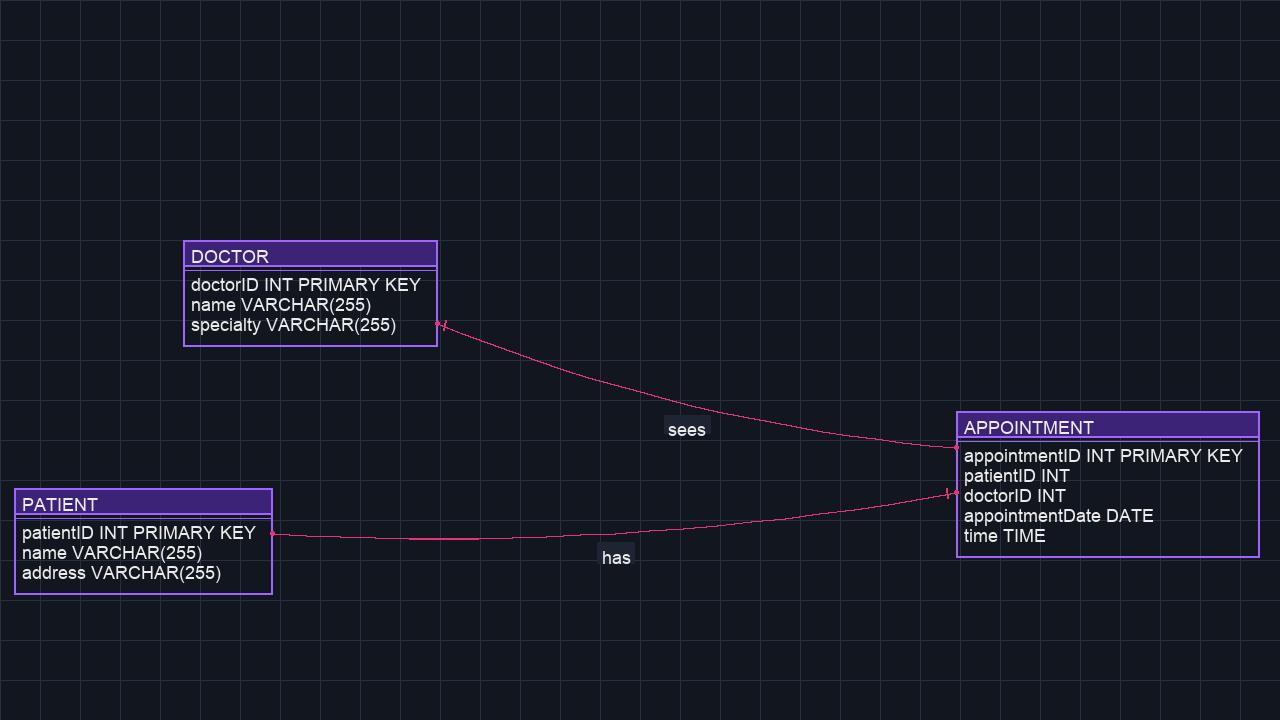 DOCTOR
doctorID INT PRIMARY KEY
name VARCHAR(255)
specialty VARCHAR(255)
sees
APPOINTMENT
appointmentID INT PRIMARY KEY
patientID INT
doctorID INT
appointmentDate DATE
time TIME
PATIENT
patientID INT PRIMARY KEY
name VARCHAR(255)
address VARCHAR(255)
has